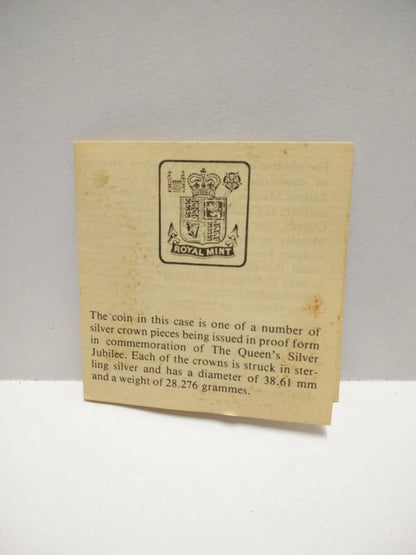 ROYAL MINT
The coin in this case is one of a number of
silver crown pieces being issued in proof form
in commemoration of The Queen's Silver
Jubilee. Each of the crowns is struck in ster-
ling silver and has a diameter of 38.61 mm
and a weight of 28.276 grammes.